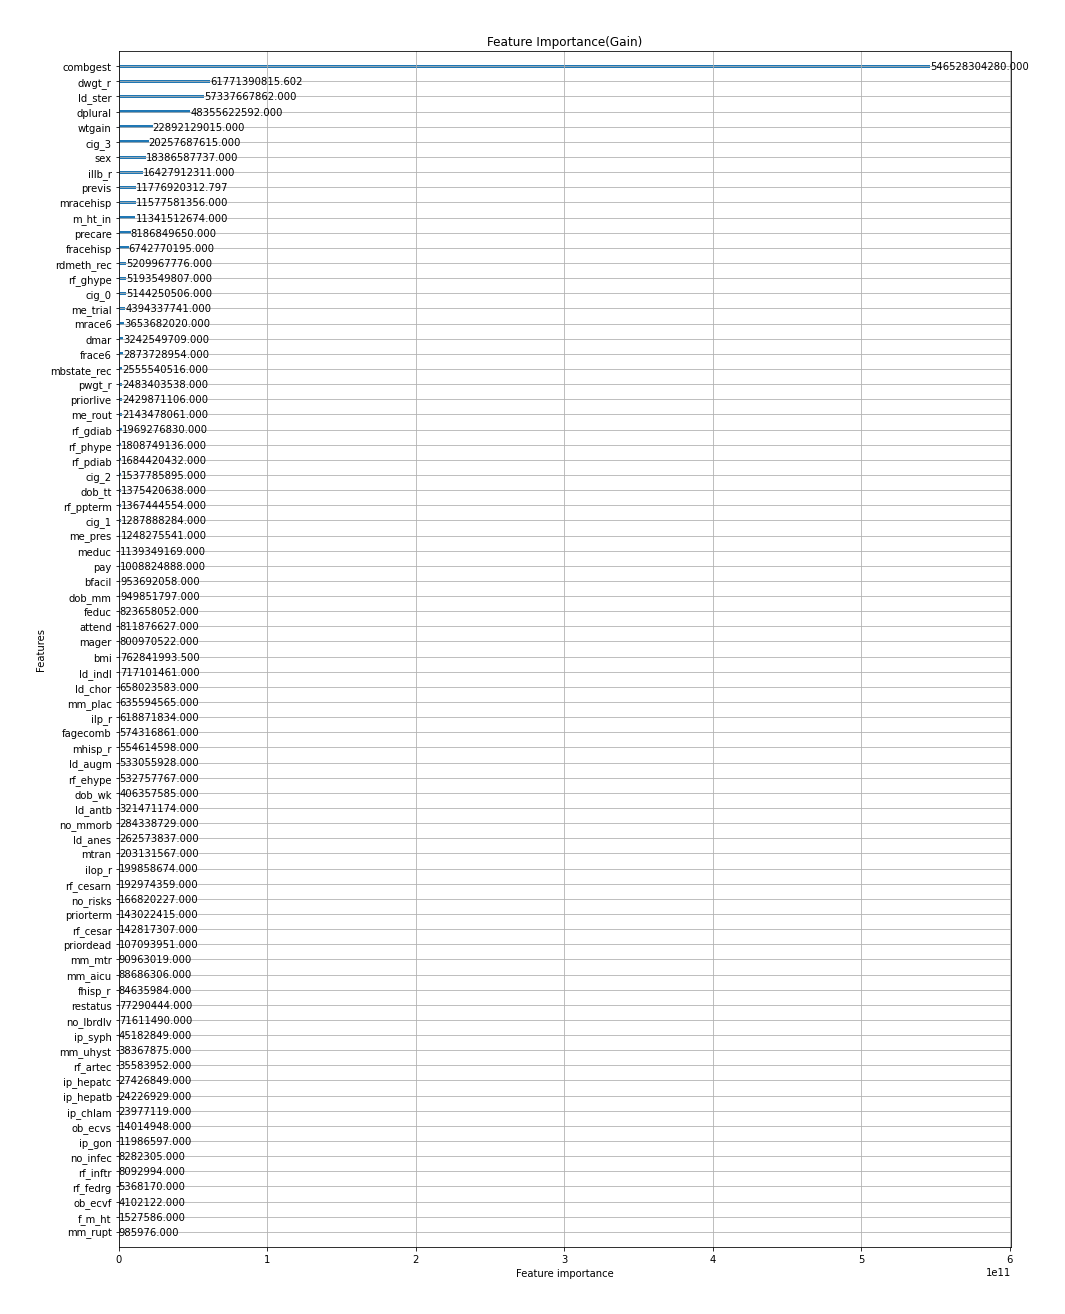 Feature Importance(Gain)
combgest 546528304280.000
dwgt_r 61771390815.602
ld_ster 57337667862.000
dplural 48355622592.000
wtgain 22892129015.000
cig_3 20257687615.000
sex 18386587737.000
illb_r 16427912311.000
previs 11776920312.797
mracehisp 11577581356.000
m_ht_in 11341512674.000
precare 8186849650.000
fracehisp 6742770195.000
rdmeth_rec 5209967776.000
rf_ghype 5193549807.000
cig_0 5144250506.000
me_trial 4394337741.000
mrace6 3653682020.000
dmar 3242549709.000
frace6 2873728954.000
mbstate_rec 2555540516.000
pwgt_r 2483403538.000
priorlive 2429871106.000
me_rout 2143478061.000
rf_gdiab 1969276830.000
rf_phype 1808749136.000
rf_pdiab 1684420432.000
cig_2 1537785895.000
dob_tt 1375420638.000
rf_ppterm 1367444554.000
cig_1 1287888284.000
me_pres 1248275541.000
meduc 1139349169.000
pay 1008824888.000
bfacil 953692058.000
dob_mm 949851797.000
feduc 823658052.000
attend 811876627.000
mager 800970522.000
bmi 762841993.500
ld_indl 717101461.000
ld_chor 658023583.000
mm_plac 635594565.000
ilp_r 618871834.000
fagecomb 574316861.000
mhisp_r 554614598.000
ld_augm 533055928.000
rf_ehype 532757767.000
dob_wk 406357585.000
ld_antb 321471174.000
no_mmorb 284338729.000
ld_anes 262573837.000
mtran 203131567.000
ilop_r 199858674.000
rf_cesarn 192974359.000
no_risks 166820227.000
priorterm 143022415.000
rf_cesar 142817307.000
priordead 107093951.000
mm_mtr 90963019.000
mm_aicu 88686306.000
fhisp_r 84635984.000
restatus 77290444.000
no_lbrdlv 71611490.000
ip_syph 45182849.000
mm_uhyst 38367875.000
rf_artec 35583952.000
ip_hepatc 27426849.000
ip_hepatb 24226929.000
ip_chlam 23977119.000
ob_ecvs 14014948.000
ip_gon 11986597.000
no_infec 8282305.000
rf_inftr 8092994.000
rf_fedrg 5368170.000
ob_ecvf 4102122.000
f_m_ht 1527586.000
mm_rupt 985976.000
Features
0 1 2 3 4 5 6
1e11
Feature importance